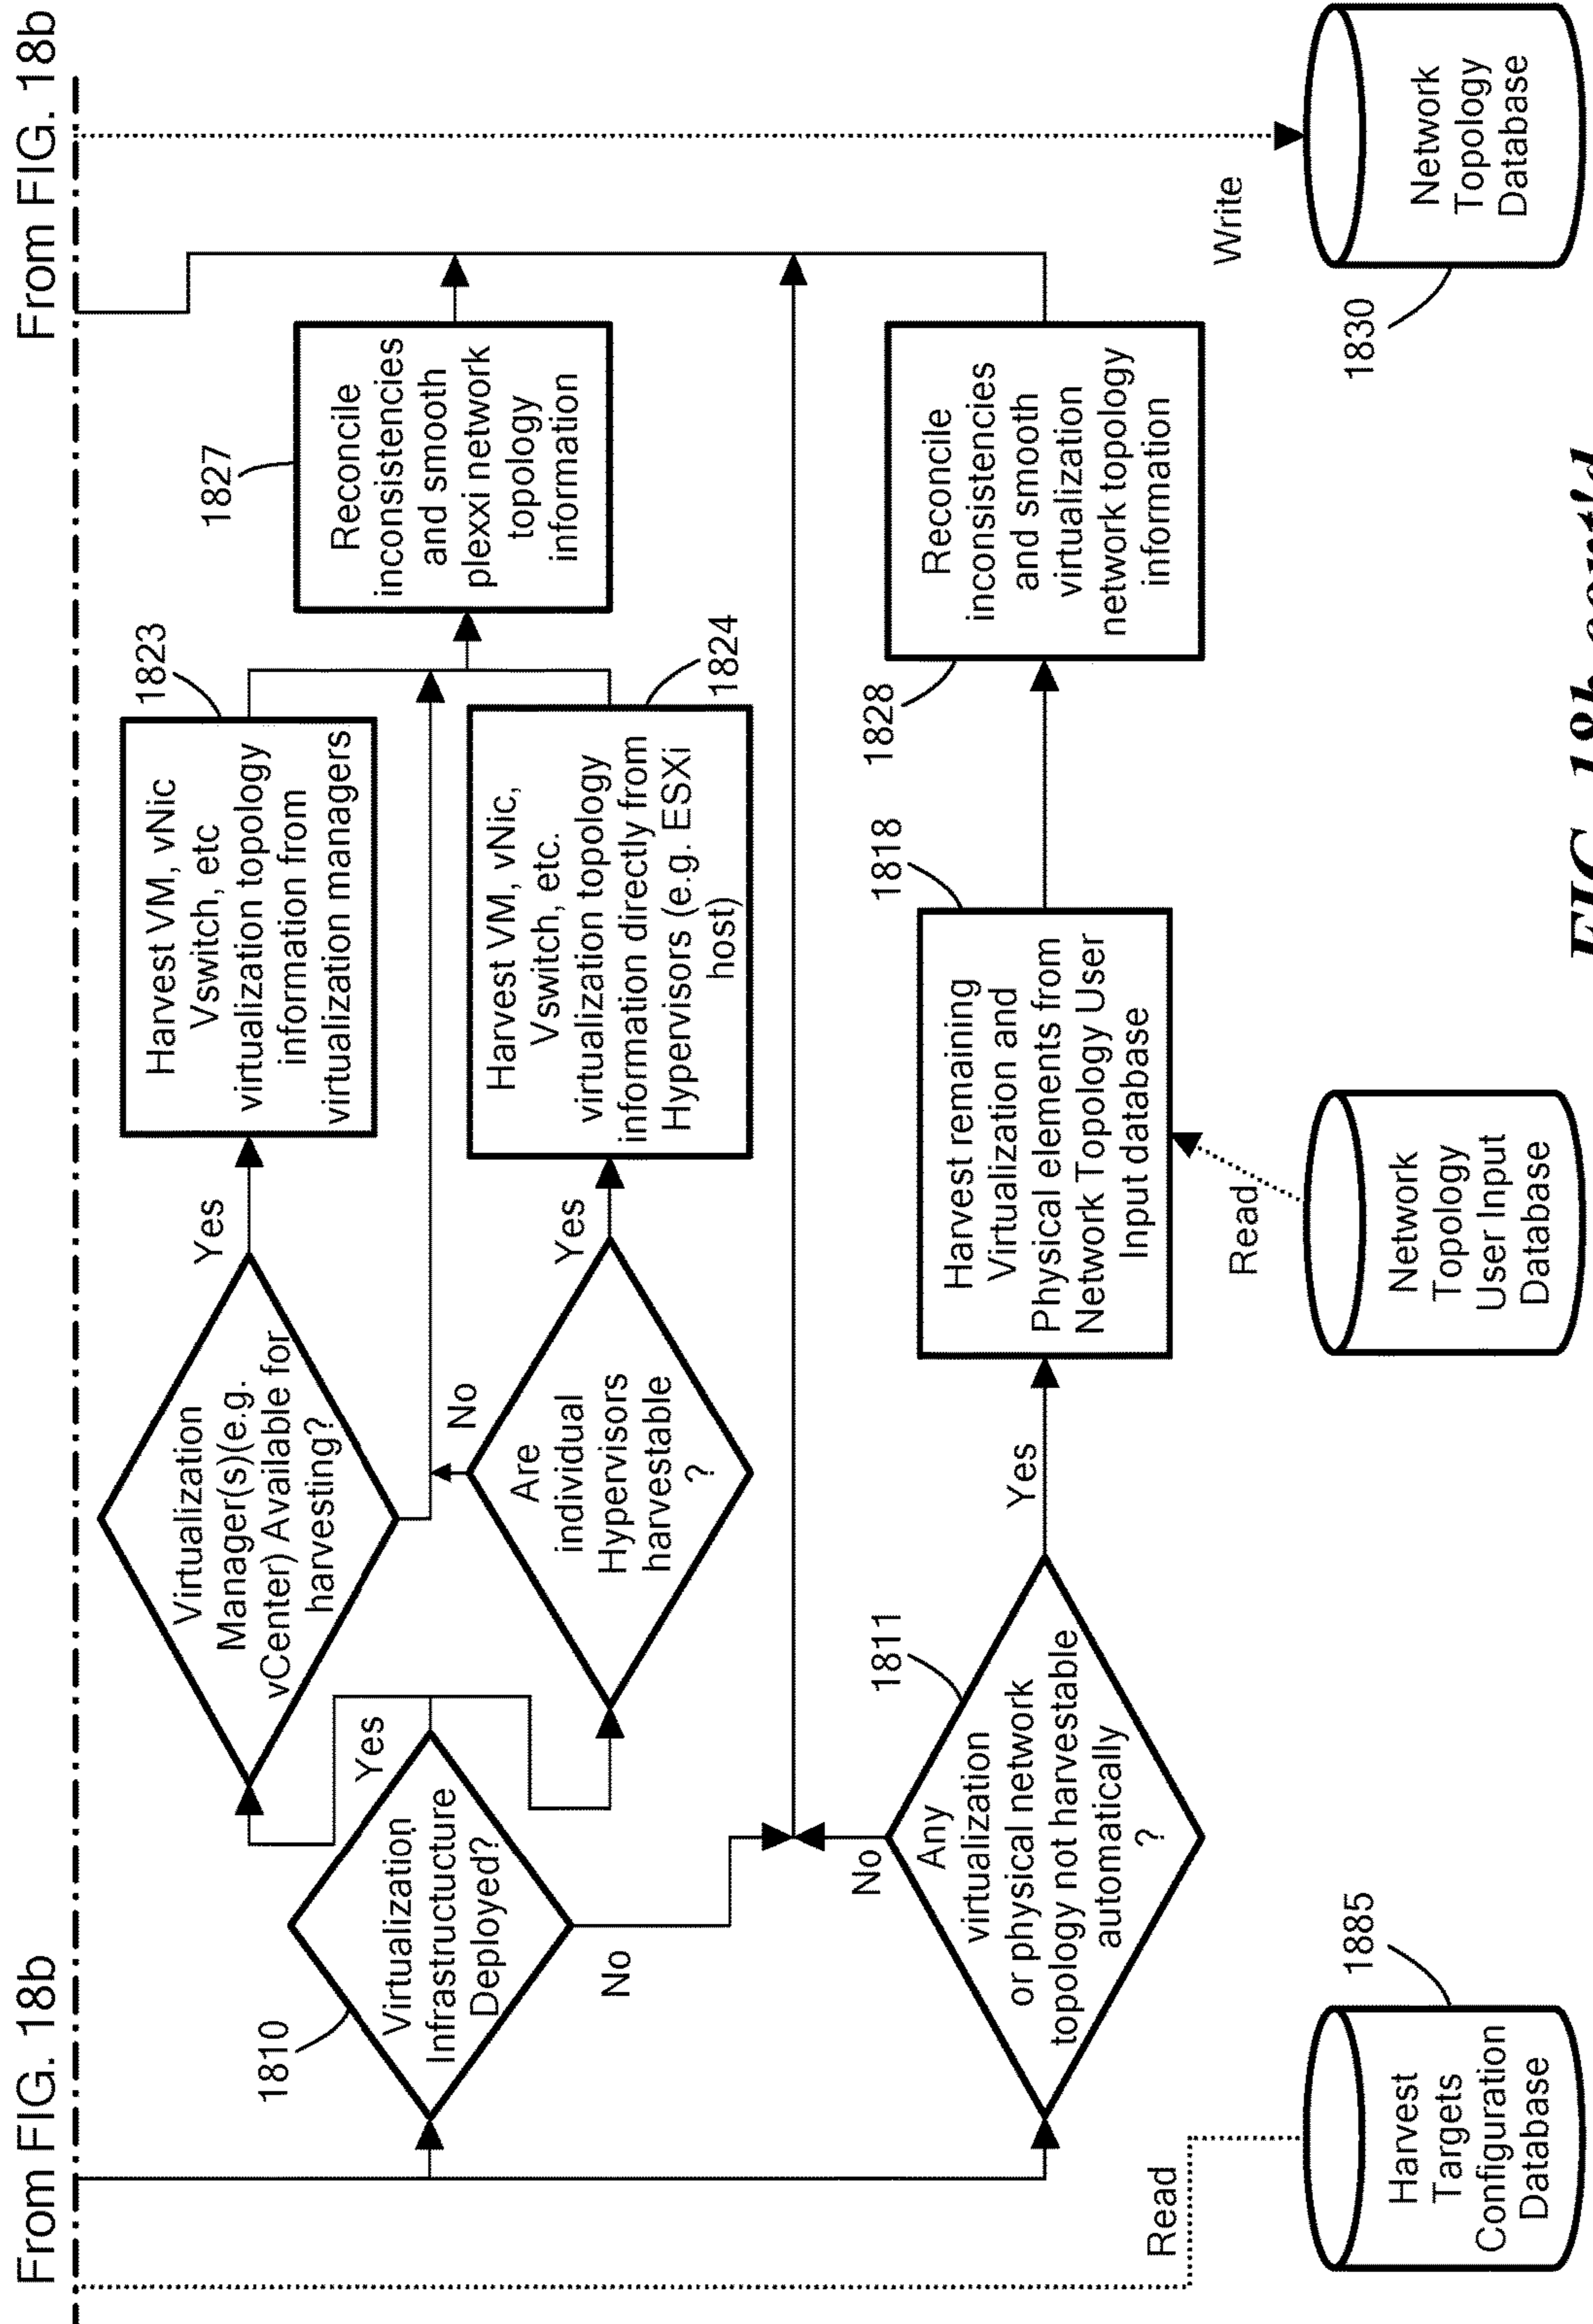 From FIG. 18b
From FIG. 18b
1810
Virtualization
Infrastructure
Deployed?
Yes
No
Virtualization
Manager(s)(e.g.
vCenter) Available for
harvesting?
Yes
Are
individual
Hypervisors
harvestable
?
No
Yes
1823
Harvest VM, vNic
Vswitch, etc
virtualization topology
information from
virtualization managers
1824
Harvest VM, vNic,
Vswitch, etc.
virtualization topology
information directly from
Hypervisors (e.g. ESXi
host)
1827
Reconcile
inconsistencies
and smooth
plexxi network
topology
information
1811
Any
virtualization
or physical network
topology not harvestable
automatically
?
No
Yes
1818
Harvest remaining
Virtualization and
Physical elements from
Network Topology User
Input database
1828
Reconcile
inconsistencies
and smooth
virtualization
network topology
information
Read
1885
Harvest
Targets
Configuration
Database
Read
Network
Topology
User Input
Database
Write
1830
Network
Topology
Database
FIG. 18b cont'd